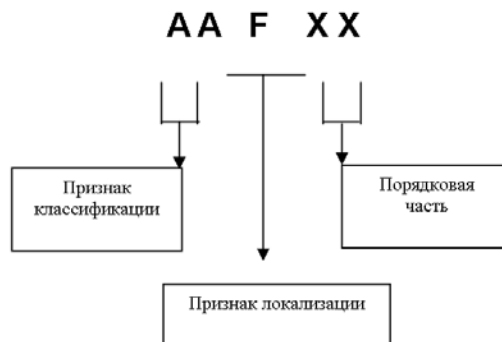 AA F XX
Признак
классификации
Порядковая
часть
Признак локализации